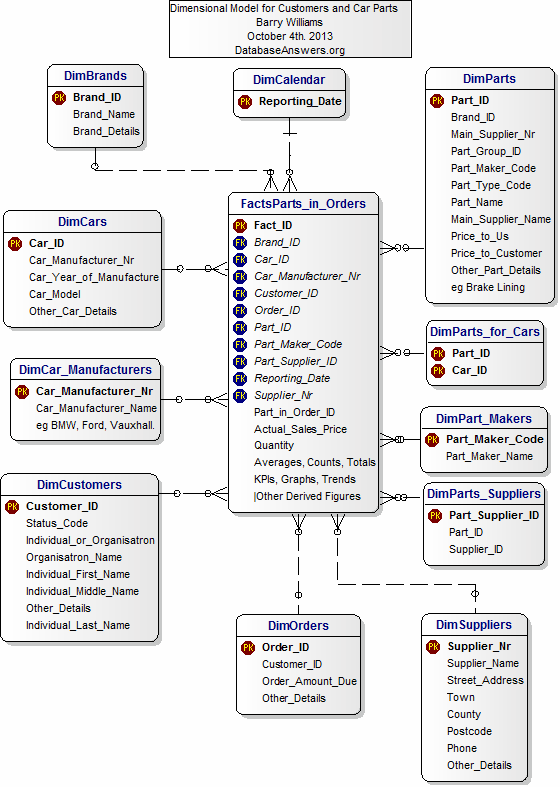 Dimensional Model for Customers and Car Parts
Barry Williams
October 4th. 2013
DatabaseAnswers.org
DimBrands
PK Brand_ID
Brand_Name
Brand_Details
DimCalendar
PK Reporting_Date
DimParts
PK Part_ID
Brand_ID
Main_Supplier_Nr
Part_Group_ID
Part_Maker_Code
Part_Type_Code
Part_Name
Main_Supplier_Name
Price_to_Us
Price_to_Customer
Other_Part_Details
eg Brake Lining
DimCars
PK Car_ID
Car_Manufacturer_Nr
Car_Year_of_Manufacture
Car_Model
Other_Car_Details
FactsParts_in_Orders
PK Fact_ID
FK Brand_ID
FK Car_ID
FK Car_Manufacturer_Nr
FK Customer_ID
FK Order_ID
FK Part_ID
FK Part_Maker_Code
FK Part_Supplier_ID
FK Reporting_Date
FK Supplier_Nr
Part_in_Order_ID
Actual_Sales_Price
Quantity
Averages, Counts, Totals
KPIs, Graphs, Trends
|Other Derived Figures
DimParts_for_Cars
PK Part_ID
PK Car_ID
DimCar_Manufacturers
PK Car_Manufacturer_Nr
Car_Manufacturer_Name
eg BMW, Ford, Vauxhall.
DimPart_Makers
PK Part_Maker_Code
Part_Maker_Name
DimCustomers
PK Customer_ID
Status_Code
Individual_or_Organisatron
Organisatron_Name
Individual_First_Name
Individual_Middle_Name
Other_Details
Individual_Last_Name
DimParts_Suppliers
PK Part_Supplier_ID
Part_ID
Supplier_ID
DimOrders
PK Order_ID
Customer_ID
Order_Amount_Due
Other_Details
DimSuppliers
PK Supplier_Nr
Supplier_Name
Street_Address
Town
County
Postcode
Phone
Other_Details